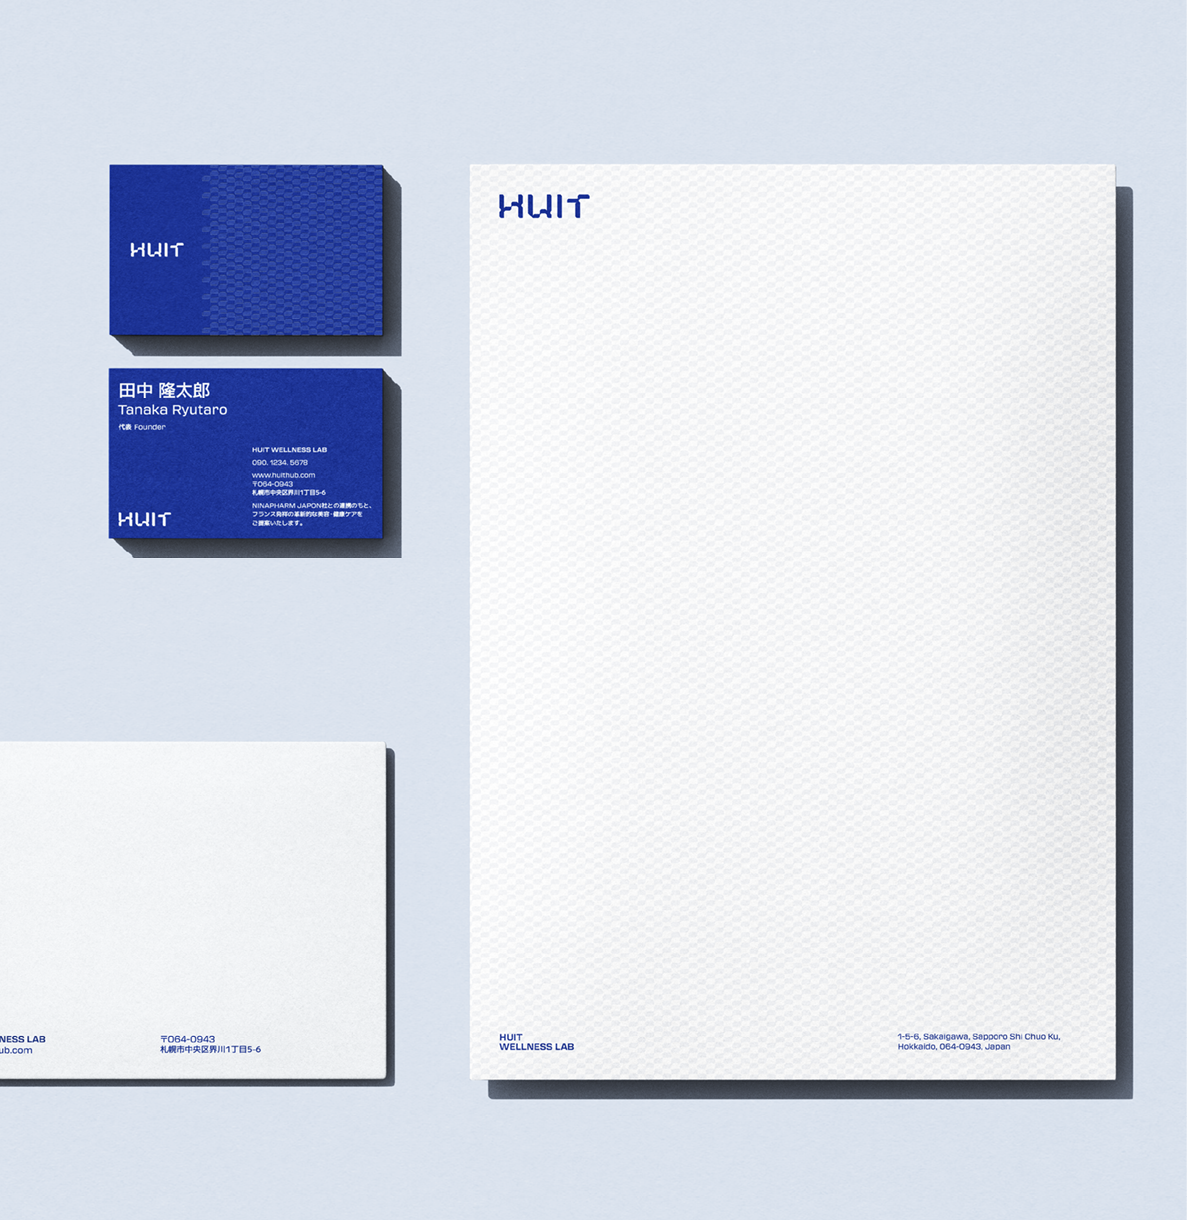 HUIT
田中 隆太郎
Tanaka Ryutaro
代表 Founder
HUIT WELLNESS LAB
090. 1234. 5678
www.huithub.com
〒064-0943
札幌市中央区界川1丁目5-6
NINAPHARM JAPON社との連携のもと、
フランス発祥の革新的な美容・健康ケアを
ご提案いたします。
HUIT
HUIT
HUIT
WELLNESS LAB
1-5-6, Sakaigawa, Sapporo Shi Chuo Ku,
Hokkaido, 064-0943, Japan
NESS LAB
ub.com
〒064-0943
札幌市中央区界川1丁目5-6